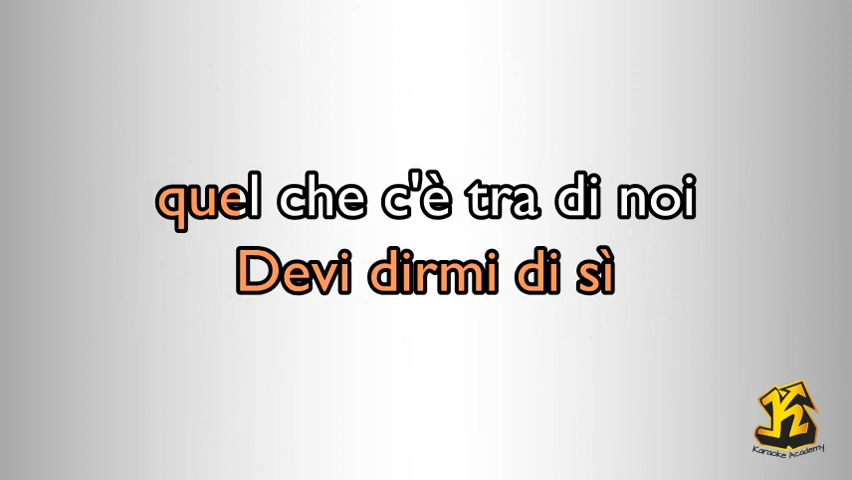 quel che c'è tra di noi
Devi dirmi di sì
K
Karaoke Academy